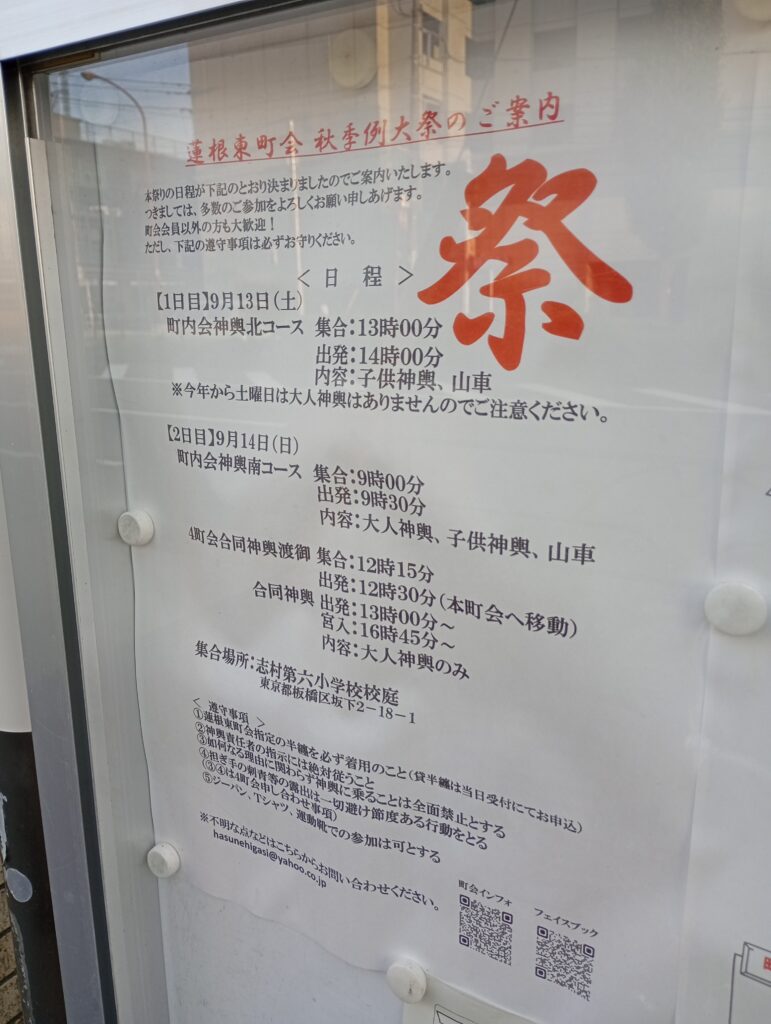 蓮根東町会 秋季例大祭のご案内
本祭りの日程が下記のとおり決まりましたのでご案内いたします。
つきましては、多数のご参加をよろしくお願い申しあげます。
町会会員以外の方も大歓迎！
ただし、下記の遵守事項は必ずお守りください。
祭
＜ 日 程 ＞
【1日目】9月13日(土)
町内会神輿北コース 集合：13時00分
出発：14時00分
内容：子供神輿、山車
※今年から土曜日は大人神輿はありませんのでご注意ください。
【2日目】9月14日(日)
町内会神輿南コース 集合：9時00分
出発：9時30分
内容：大人神輿、子供神輿、山車
4町会合同神輿渡御 集合：12時15分
出発：12時30分(本町会へ移動)
合同神輿 出発：13時00分～
宮入：16時45分～
内容：大人神輿のみ
集合場所：志村第六小学校校庭
東京都板橋区坂下2－18－1
＜ 遵守事項 ＞
①蓮根東町会指定の半纏を必ず着用のこと(貸半纏は当日受付にてお申込)
②神輿責任者の指示には絶対従うこと
③如何なる理由に関わらず神輿に乗ることは全面禁止とする
④担ぎ手の刺青等の露出は一切避け節度ある行動をとる
(③④は4町会申し合わせ事項)
⑤ジーパン、Tシャツ、運動靴での参加は可とする
※不明な点などはこちらからお問い合わせください。
hasunehigasi@yahoo.co.jp
町会インフォ
フェイスブック